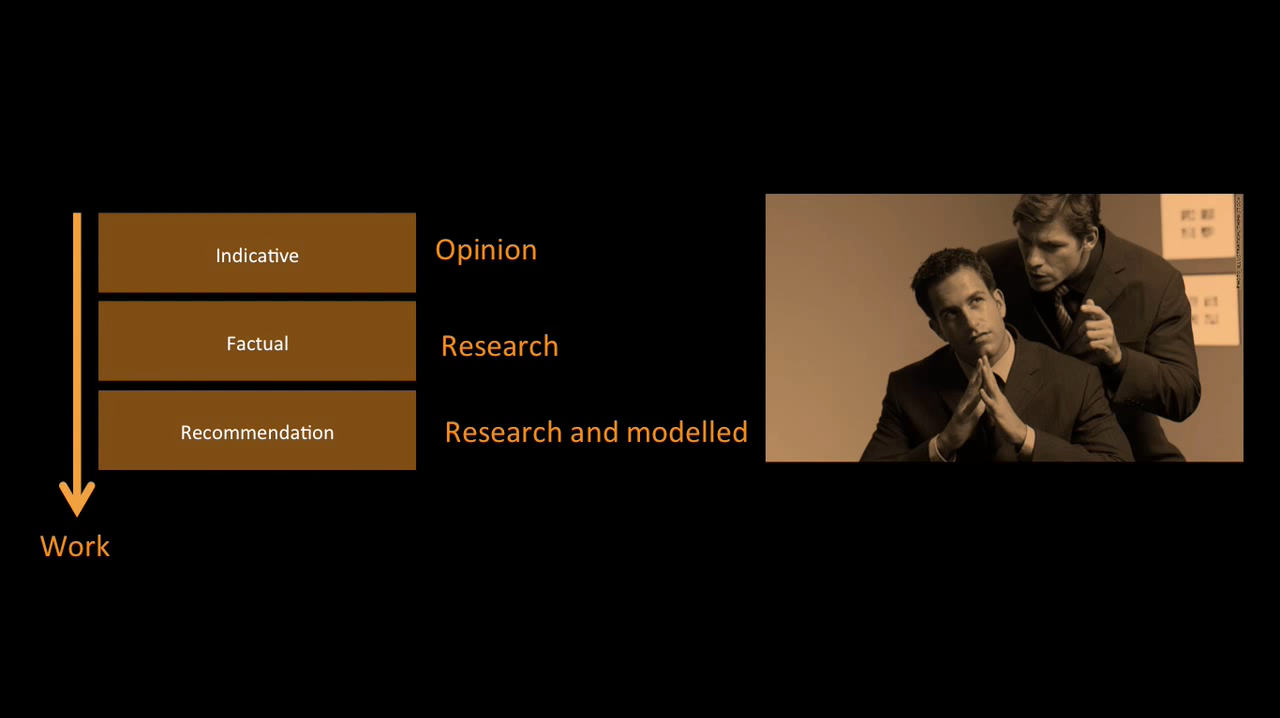 Indicative
Opinion
Factual
Research
Recommendation
Research and modelled
Work